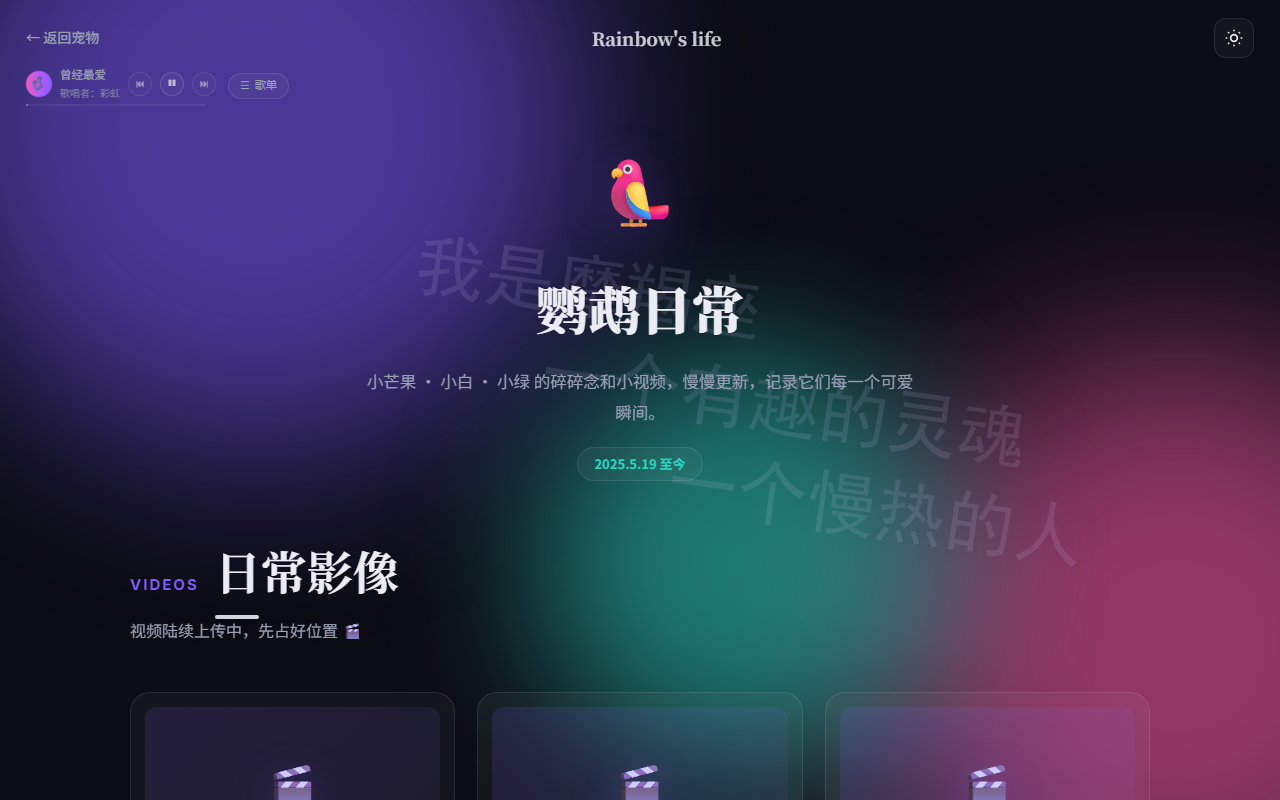 ← 返回宠物
Rainbow's life
曾经最爱
歌唱者：彩虹
☰ 歌单
我是摩羯座
鹦鹉日常
小芒果 · 小白 · 小绿 的碎碎念和小视频，慢慢更新，记录它们每一个可爱
瞬间。
一个有趣的灵魂
2025.5.19 至今
一个慢热的人
VIDEOS 日常影像
视频陆续上传中，先占好位置 🎬